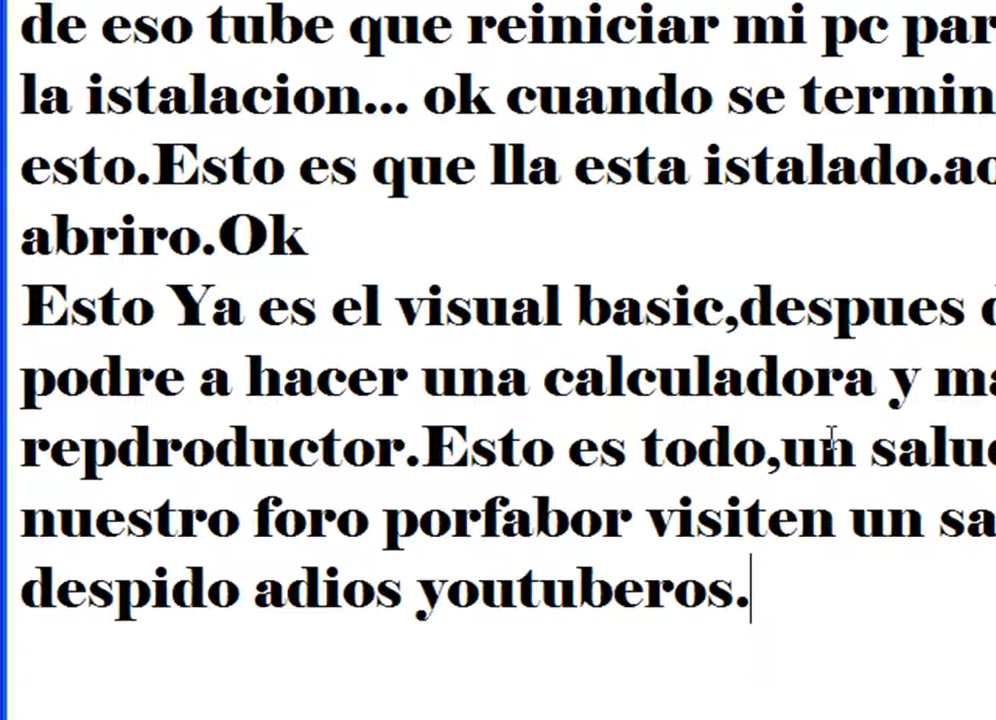 de eso tube que reiniciar mi pc par
la istalacion... ok cuando se termin
esto.Esto es que lla esta istalado.ao
abriro.Ok
Esto Ya es el visual basic,despues
podre a hacer una calculadora y ma
repdroductor.Esto es todo,un salud
nuestro foro porfabor visiten un sa
despido adios youtuberos.